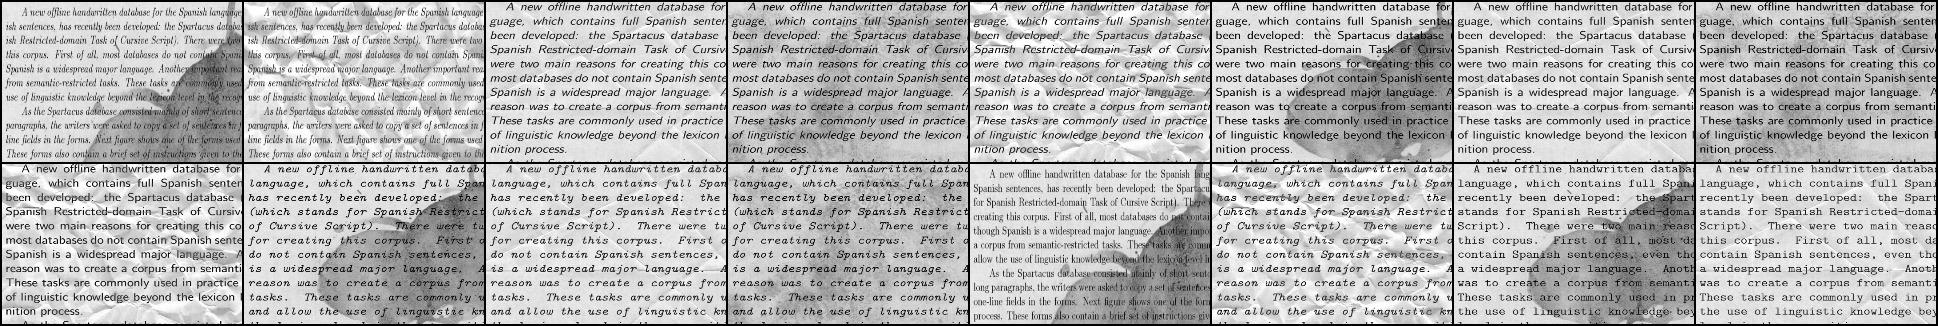 A new offline handwritten database for the Spanish language
ish sentences, has recently been developed: the Spartacus datab
ish Restricted-domain Task of Cursive Script). There were two
this corpus. First of all, most databases do not contain Spani
Spanish is a widespread major language. Another important rea
from semantic-restricted tasks. These tasks are commonly used
use of linguistic knowledge beyond the lexicon level in the recog
As the Spartacus database consisted mainly of short sentence
paragraphs, the writers were asked to copy a set of sentences in f
line fields in the forms. Next figure shows one of the forms used
These forms also contain a brief set of instructions given to the
A new offline handwritten database for the Spanish language
ish sentences, has recently been developed: the Spartacus databa
ish Restricted-domain Task of Cursive Script). There were two
this corpus. First of all, most databases do not contain Spani
Spanish is a widespread major language. Another important rea
from semantic-restricted tasks. These tasks are commonly used
use of linguistic knowledge beyond the lexicon level in the recog
As the Spartacus database consisted mainly of short sentence
paragraphs, the writers were asked to copy a set of sentences in f
line fields in the forms. Next figure shows one of the forms used
These forms also contain a brief set of instructions given to the
A new offline handwritten database for
guage, which contains full Spanish senten
been developed: the Spartacus database
Spanish Restricted-domain Task of Cursiv
were two main reasons for creating this co
most databases do not contain Spanish sente
Spanish is a widespread major language. A
reason was to create a corpus from semanti
These tasks are commonly used in practice
of linguistic knowledge beyond the lexicon l
nition process.
A new offline handwritten database for
guage, which contains full Spanish senten
been developed: the Spartacus database
Spanish Restricted-domain Task of Cursiv
were two main reasons for creating this co
most databases do not contain Spanish sente
Spanish is a widespread major language. A
reason was to create a corpus from semanti
These tasks are commonly used in practice
of linguistic knowledge beyond the lexicon l
nition process.
A new offline handwritten database for
guage, which contains full Spanish senten
been developed: the Spartacus database
Spanish Restricted-domain Task of Cursiv
were two main reasons for creating this co
most databases do not contain Spanish sente
Spanish is a widespread major language. A
reason was to create a corpus from semanti
These tasks are commonly used in practice
of linguistic knowledge beyond the lexicon l
nition process.
A new offline handwritten database for
guage, which contains full Spanish senten
been developed: the Spartacus database
Spanish Restricted-domain Task of Cursiv
were two main reasons for creating this co
most databases do not contain Spanish sente
Spanish is a widespread major language. A
reason was to create a corpus from semanti
These tasks are commonly used in practice
of linguistic knowledge beyond the lexicon l
nition process.
A new offline handwritten database for
guage, which contains full Spanish senten
been developed: the Spartacus database
Spanish Restricted-domain Task of Cursiv
were two main reasons for creating this co
most databases do not contain Spanish sente
Spanish is a widespread major language. A
reason was to create a corpus from semanti
These tasks are commonly used in practice
of linguistic knowledge beyond the lexicon l
nition process.
A new offline handwritten database for
guage, which contains full Spanish senten
been developed: the Spartacus database
Spanish Restricted-domain Task of Cursiv
were two main reasons for creating this co
most databases do not contain Spanish sente
Spanish is a widespread major language. A
reason was to create a corpus from semanti
These tasks are commonly used in practice
of linguistic knowledge beyond the lexicon l
nition process.
A new offline handwritten database for
guage, which contains full Spanish senten
been developed: the Spartacus database
Spanish Restricted-domain Task of Cursiv
were two main reasons for creating this co
most databases do not contain Spanish sente
Spanish is a widespread major language. A
reason was to create a corpus from semanti
These tasks are commonly used in practice
of linguistic knowledge beyond the lexicon l
nition process.
A new offline handwritten datab
language, which contains full Span
has recently been developed: the
(which stands for Spanish Restrict
of Cursive Script). There were tw
for creating this corpus. First o
do not contain Spanish sentences,
is a widespread major language. A
reason was to create a corpus from
tasks. These tasks are commonly u
and allow the use of linguistic kn
A new offline handwritten datab
language, which contains full Span
has recently been developed: the
(which stands for Spanish Restrict
of Cursive Script). There were tw
for creating this corpus. First o
do not contain Spanish sentences,
is a widespread major language. A
reason was to create a corpus from
tasks. These tasks are commonly u
and allow the use of linguistic kn
A new offline handwritten datab
language, which contains full Span
has recently been developed: the
(which stands for Spanish Restrict
of Cursive Script). There were tw
for creating this corpus. First o
do not contain Spanish sentences,
is a widespread major language. A
reason was to create a corpus from
tasks. These tasks are commonly u
and allow the use of linguistic kn
A new offline handwritten database for the Spanish lang
Spanish sentences, has recently been developed: the Spartacu
for Spanish Restricted-domain Task of Cursive Script). The
creating this corpus. First of all, most databases do not contain
though Spanish is a widespread major language. Another impor
a corpus from semantic-restricted tasks. These tasks are commo
allow the use of linguistic knowledge beyond the lexicon level in
As the Spartacus database consisted mainly of short sent
long paragraphs, the writers were asked to copy a set of sentences
one-line fields in the forms. Next figure shows one of the form
process. These forms also contain a brief set of instructions giv
A new offline handwritten datab
language, which contains full Span
has recently been developed: the
(which stands for Spanish Restrict
of Cursive Script). There were tw
for creating this corpus. First o
do not contain Spanish sentences,
is a widespread major language. A
reason was to create a corpus from
tasks. These tasks are commonly u
and allow the use of linguistic kn
A new offline handwritten databa
language, which contains full Spani
recently been developed: the Spart
stands for Spanish Restricted-domai
Script). There were two main reaso
this corpus. First of all, most da
contain Spanish sentences, even tho
a widespread major language. Anoth
was to create a corpus from semanti
These tasks are commonly used in pr
the use of linguistic knowledge bey
A new offline handwritten databa
language, which contains full Spani
recently been developed: the Spart
stands for Spanish Restricted-domai
Script). There were two main reaso
this corpus. First of all, most da
contain Spanish sentences, even tho
a widespread major language. Anoth
was to create a corpus from semanti
These tasks are commonly used in pr
the use of linguistic knowledge bey